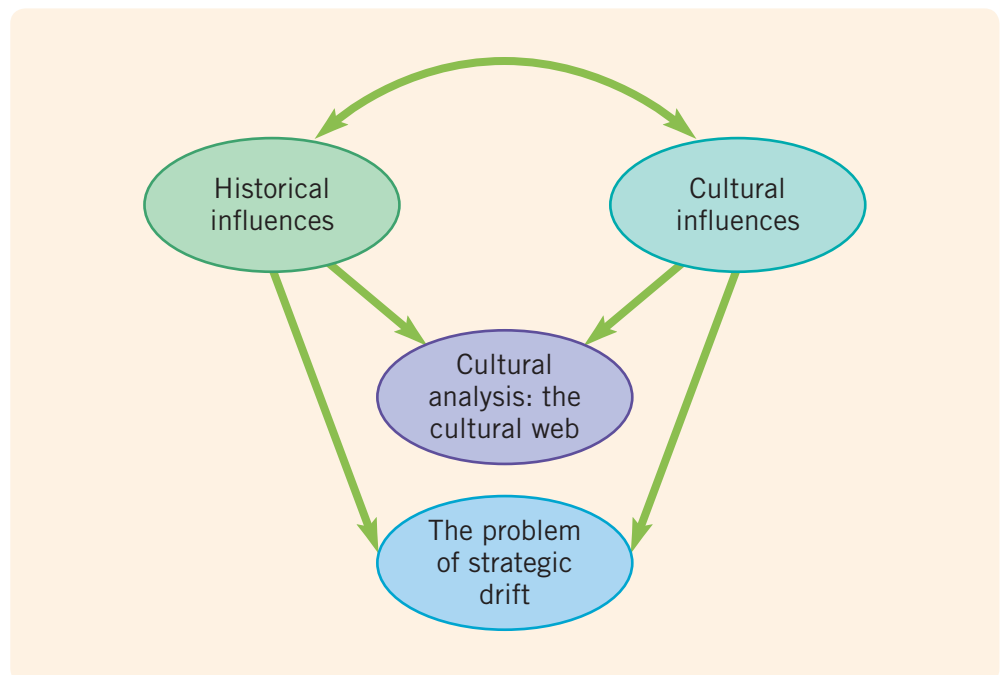 Historical
influences
Cultural
influences
Cultural
analysis: the
cultural web
The problem
of strategic
drift